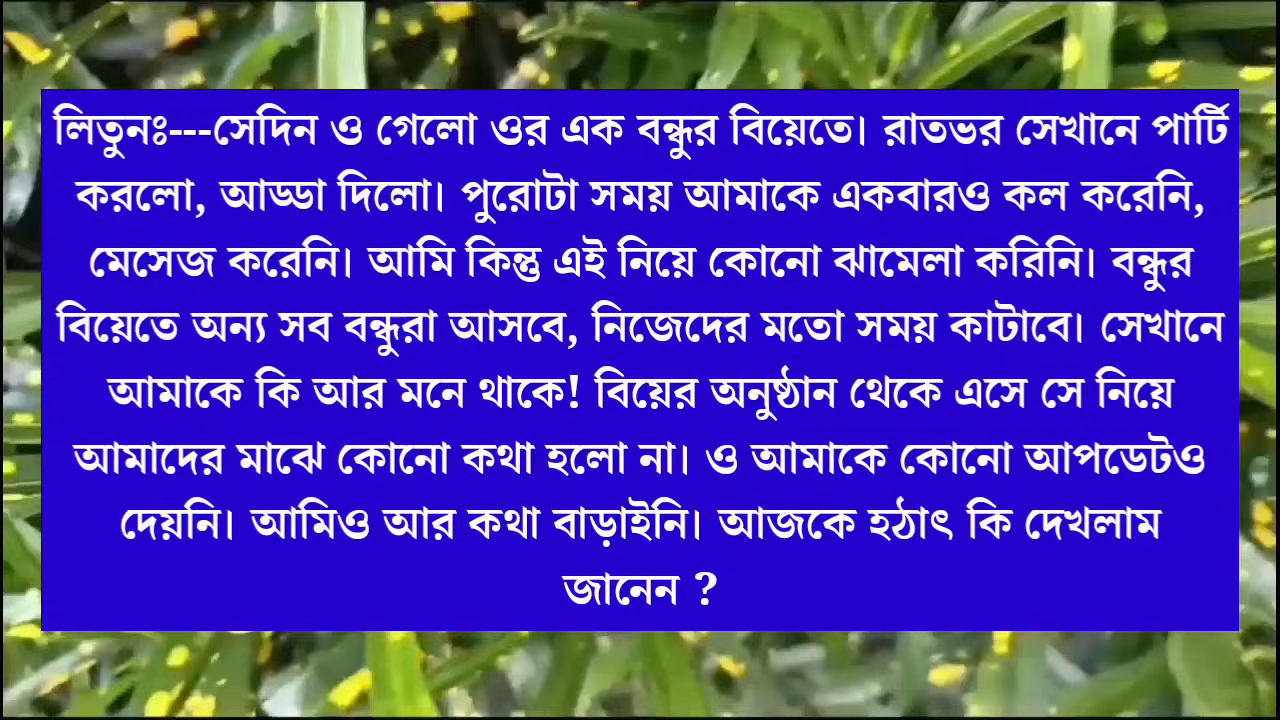 লিতুনঃ---সেদিন ও গেলো ওর এক বন্ধুর বিয়েতে। রাতভর সেখানে পার্টি
করলো, আড্ডা দিলো। পুরোটা সময় আমাকে একবারও কল করেনি,
মেসেজ করেনি। আমি কিন্তু এই নিয়ে কোনো ঝামেলা করিনি। বন্ধুর
বিয়েতে অন্য সব বন্ধুরা আসবে, নিজেদের মতো সময় কাটাবে। সেখানে
আমাকে কি আর মনে থাকে! বিয়ের অনুষ্ঠান থেকে এসে সে নিয়ে
আমাদের মাঝে কোনো কথা হলো না। ও আমাকে কোনো আপডেটও
দেয়নি। আমিও আর কথা বাড়াইনি। আজকে হঠাৎ কি দেখলাম
জানেন ?